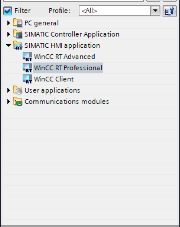 Filter Profile: <All>
PC general
SIMATIC Controller Application
SIMATIC HMI application
WinCC RT Advanced
WinCC RT Professional
WinCC Client
User applications
Communications modules